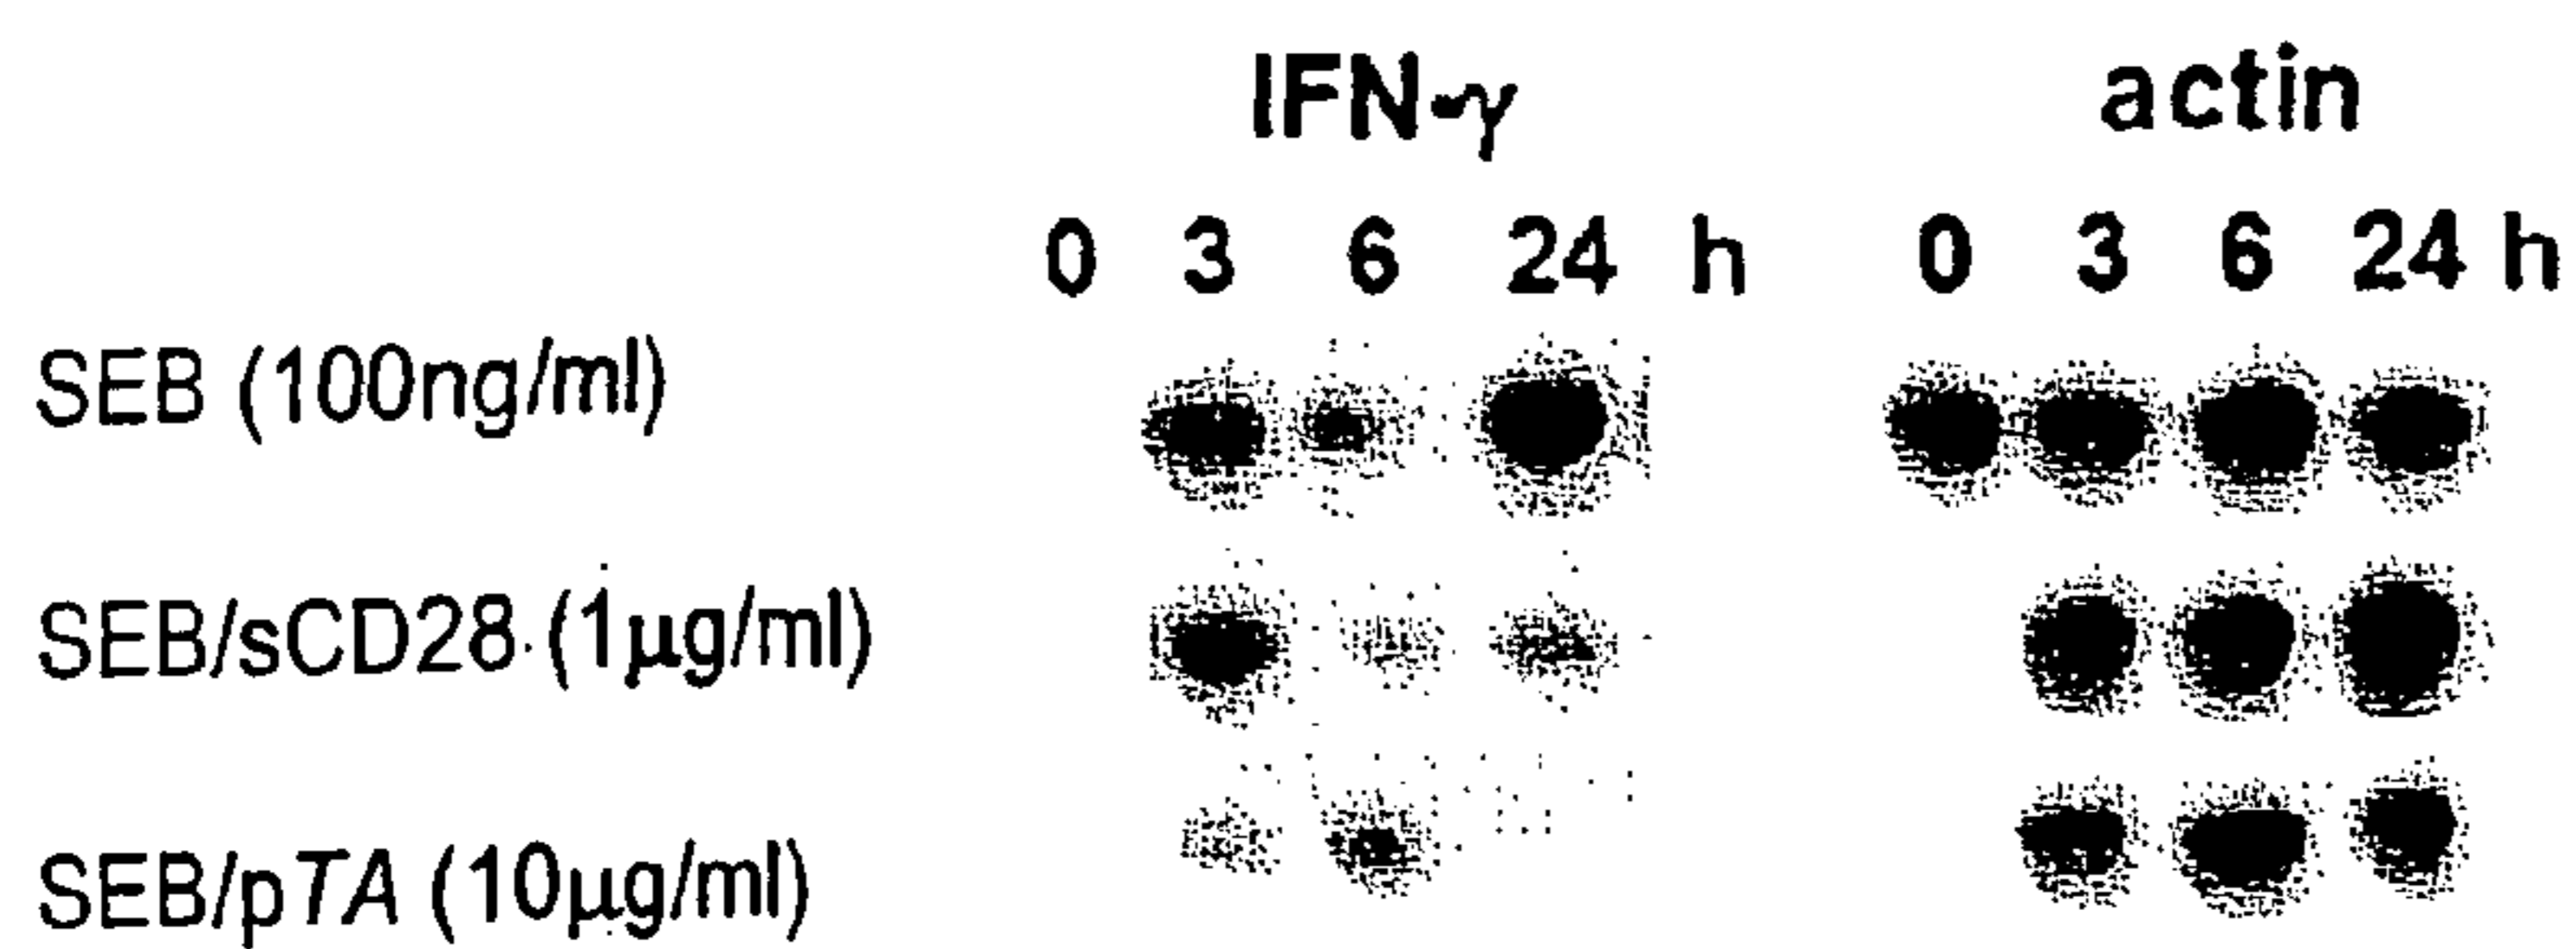 IFN-γ actin
0 3 6 24 h 0 3 6 24 h
SEB (100ng/ml)
SEB/sCD28 (1μg/ml)
SEB/pTA (10μg/ml)